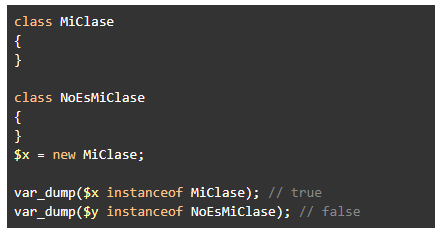 class MiClase
{
}
class NoEsMiClase
{
}
$x = new MiClase;
var_dump($x instanceof MiClase); // true
var_dump($y instanceof NoEsMiClase); // false